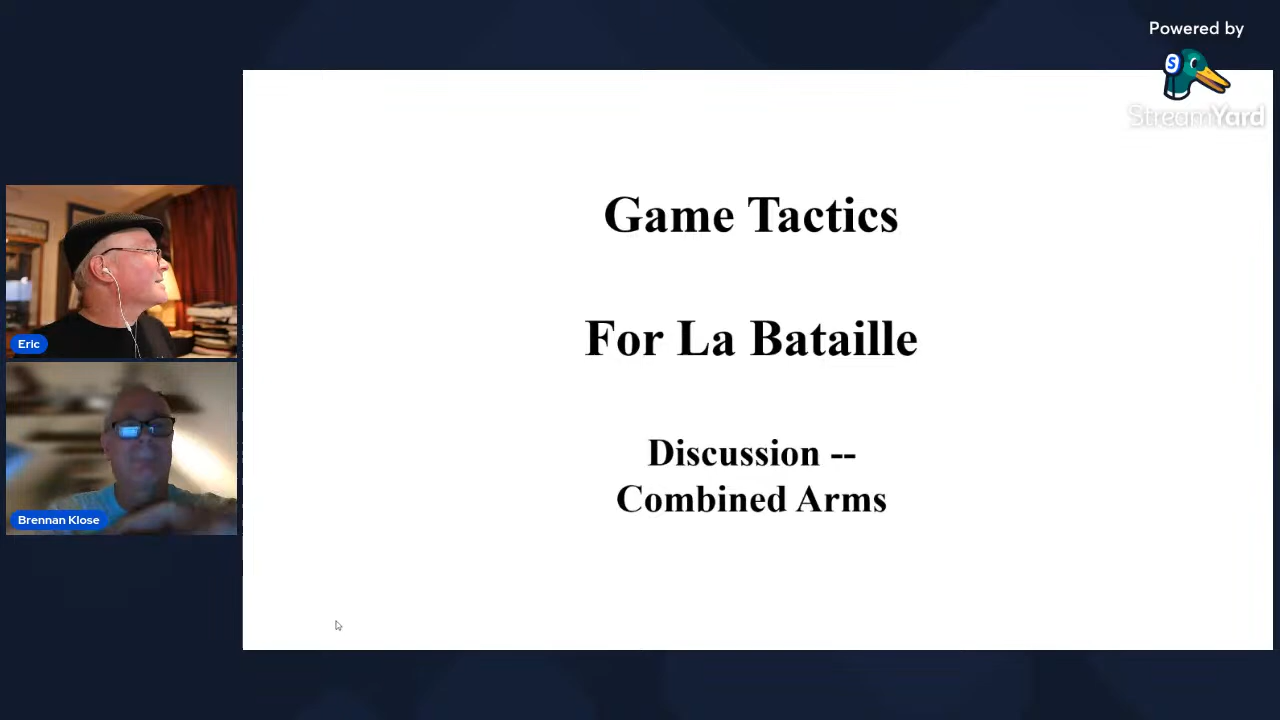 Powered by
S
StreamYard
Game Tactics
For La Bataille
Discussion --
Combined Arms
Eric
Brennan Klose